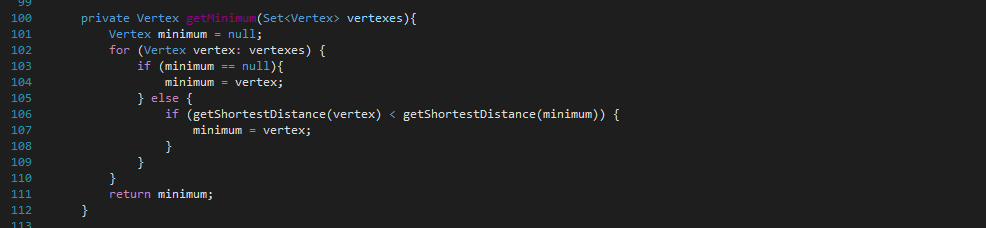 99
100 private Vertex getMinimum(Set<Vertex> vertexes){
101 Vertex minimum = null;
102 for (Vertex vertex: vertexes) {
103 if (minimum == null){
104 minimum = vertex;
105 } else {
106 if (getShortestDistance(vertex) < getShortestDistance(minimum)) {
107 minimum = vertex;
108 }
109 }
110 }
111 return minimum;
112 }
113